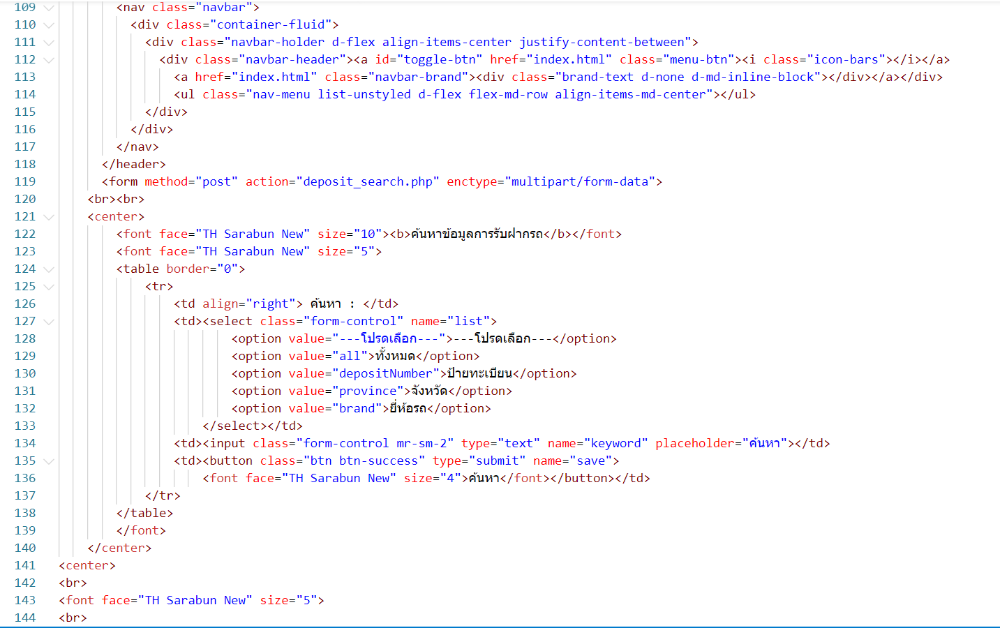 109 <nav class="navbar">
110 <div class="container-fluid">
111 <div class="navbar-holder d-flex align-items-center justify-content-between">
112 <div class="navbar-header"><a id="toggle-btn" href="index.html" class="menu-btn"><i class="icon-bars"></i></a>
113 <a href="index.html" class="navbar-brand"><div class="brand-text d-none d-md-inline-block"></div></a></div>
114 <ul class="nav-menu list-unstyled d-flex flex-md-row align-items-md-center"></ul>
115 </div>
116 </div>
117 </nav>
118 </header>
119 <form method="post" action="deposit_search.php" enctype="multipart/form-data">
120 <br><br>
121 <center>
122 <font face="TH Sarabun New" size="10"><b>ค้นหาข้อมูลการรับฝากรถ</b></font>
123 <font face="TH Sarabun New" size="5">
124 <table border="0">
125 <tr>
126 <td align="right"> ค้นหา : </td>
127 <td><select class="form-control" name="list">
128 <option value="---โปรดเลือก---">---โปรดเลือก---</option>
129 <option value="all">ทั้งหมด</option>
130 <option value="depositNumber">ป้ายทะเบียน</option>
131 <option value="province">จังหวัด</option>
132 <option value="brand">ยี่ห้อรถ</option>
133 </select></td>
134 <td><input class="form-control mr-sm-2" type="text" name="keyword" placeholder="ค้นหา"></td>
135 <td><button class="btn btn-success" type="submit" name="save">
136 <font face="TH Sarabun New" size="4">ค้นหา</font></button></td>
137 </tr>
138 </table>
139 </font>
140 </center>
141 <center>
142 <br>
143 <font face="TH Sarabun New" size="5">
144 <br>